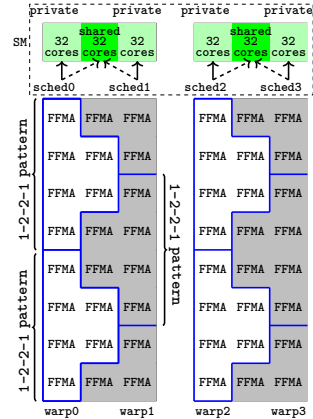 private private private private
shared shared
SM 32 32 32 32 32 32
cores cores cores cores cores cores
sched0 sched1 sched2 sched3
FFMA FFMA FFMA FFMA FFMA FFMA
FFMA FFMA FFMA FFMA FFMA FFMA
FFMA FFMA FFMA FFMA FFMA FFMA
FFMA FFMA FFMA FFMA FFMA FFMA
FFMA FFMA FFMA FFMA FFMA FFMA
FFMA FFMA FFMA FFMA FFMA FFMA
FFMA FFMA FFMA FFMA FFMA FFMA
FFMA FFMA FFMA FFMA FFMA FFMA
1-2-2-1 pattern
1-2-2-1 pattern
1-2-2-1 pattern
warp0 warp1 warp2 warp3